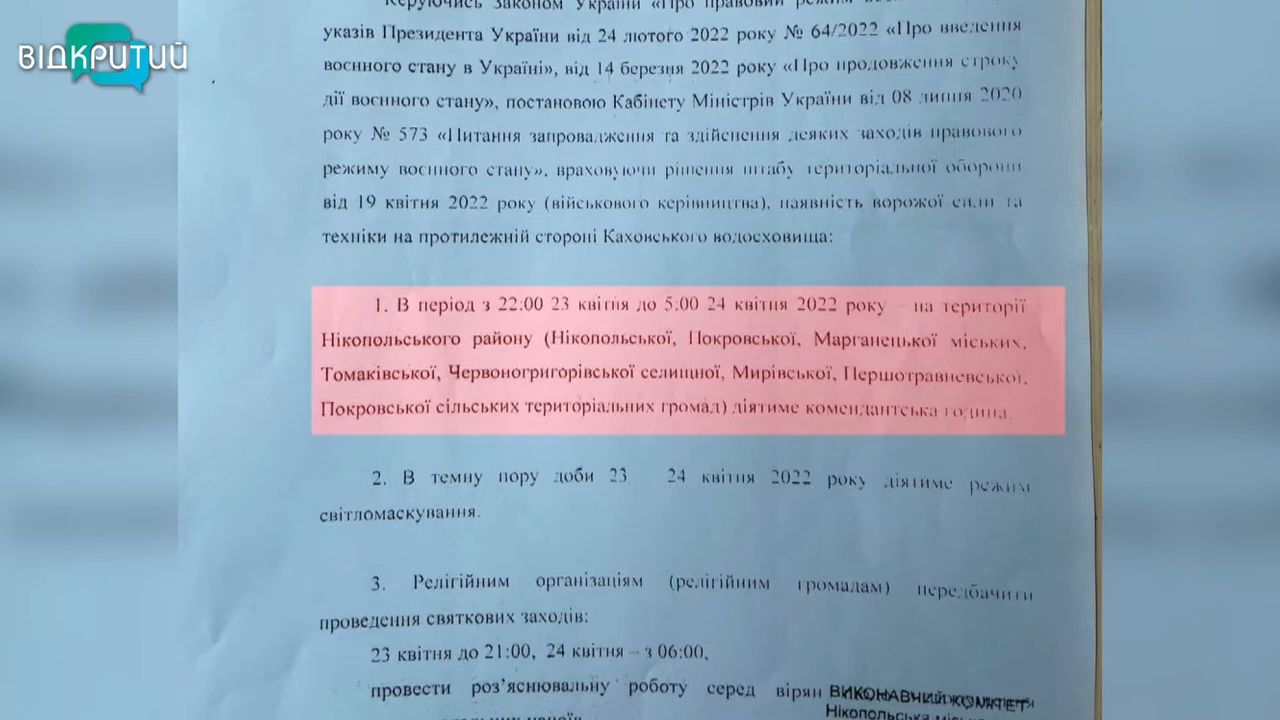 ВІДКРИТИЙ
Керуючись Законом України «Про правовий режим
указів Президента України від 24 лютого 2022 року № 64/2022 «Про введення
воєнного стану в Україні», від 14 березня 2022 року «Про продовження строку
дії воєнного стану», постановою Кабінету Міністрів України від 08 липня 2020
року № 573 «Питання запровадження та здійснення деяких заходів правового
режиму воєнного стану», враховуючи рішення штабу територіальної оборони
від 19 квітня 2022 року (військового керівництва), наявність ворожої сили та
техніки на протилежній стороні Каховського водосховища:
1. В період з 22:00 23 квітня до 5:00 24 квітня 2022 року - на території
Нікопольського району (Нікопольської, Покровської, Марганецької міських,
Томаківської, Червоногригорівської селищної, Мирівської, Першотравневської,
Покровської сільських територіальних громад) діятиме комендантська година.
2. В темну пору доби 23 24 квітня 2022 року діятиме режим
світломаскування.
3. Релігійним організаціям (релігійним громадам) передбачити
проведення святкових заходів:
23 квітня до 21:00, 24 квітня – з 06:00,
провести роз’яснювальну роботу серед вірян
ВИКОНАВЧИЙ КОМІТЕТ
Нікопольська